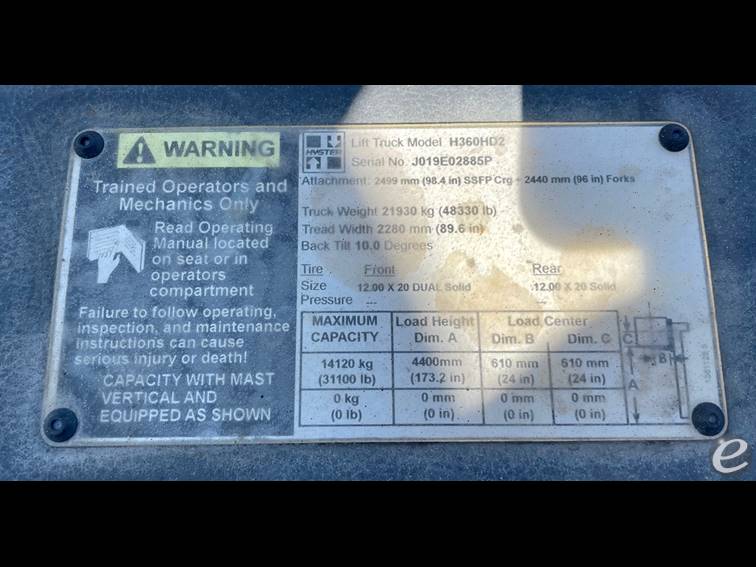 WARNING
Trained Operators and
Mechanics Only
Read Operating
Manual located
on seat or in
operators
compartment
Failure to follow operating,
inspection, and maintenance
instructions can cause
serious injury or death!
CAPACITY WITH MAST
VERTICAL AND
EQUIPPED AS SHOWN
HYSTER
Lift Truck Model H360HD2
Serial No. J019E02885P
Attachment: 2499 mm (98.4 in) SSFP Crg - 2440 mm (96 in) Forks
Truck Weight 21930 kg (48330 lb)
Tread Width 2280 mm (89.6 in)
Back Tilt 10.0 Degrees
Tire Front Rear
Size 12.00 X 20 DUAL Solid 12.00 X 20 Solid
Pressure --- ---
MAXIMUM CAPACITY Load Height Dim. A Load Center Dim. B Dim. C
14120 kg (31100 lb) 4400mm (173.2 in) 610 mm (24 in) 610 mm (24 in)
0 kg (0 lb) 0 mm (0 in) 0 mm (0 in) 0 mm (0 in)
C
B
A
e